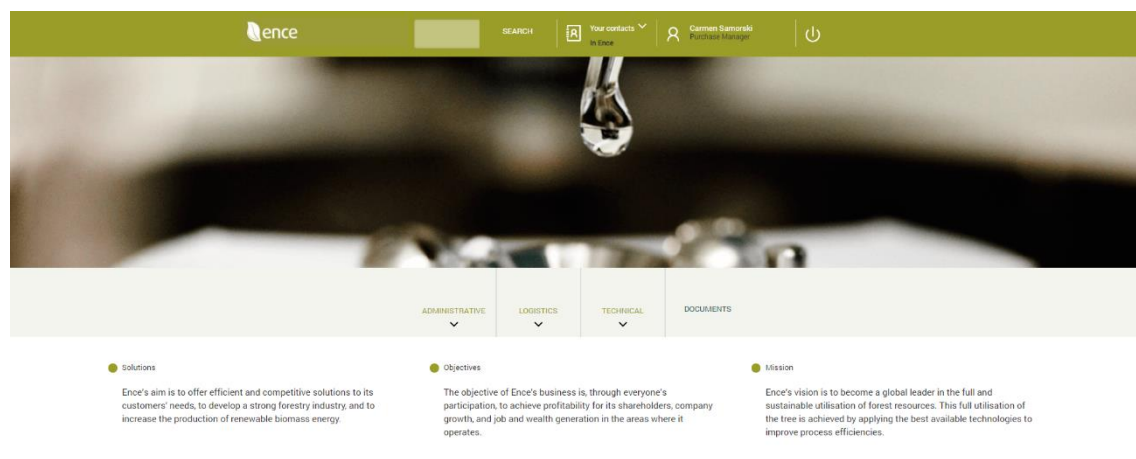 ence
SEARCH
Your contacts
In Ence
Carmen Samorski
Purchase Manager
ADMINISTRATIVE
LOGISTICS
TECHNICAL
DOCUMENTS
Solutions
Ence's aim is to offer efficient and competitive solutions to its
customers' needs, to develop a strong forestry industry, and to
increase the production of renewable biomass energy.
Objectives
The objective of Ence's business is, through everyone's
participation, to achieve profitability for its shareholders, company
growth, and job and wealth generation in the areas where it
operates.
Mission
Ence's vision is to become a global leader in the full and
sustainable utilisation of forest resources. This full utilisation of
the tree is achieved by applying the best available technologies to
improve process efficiencies.